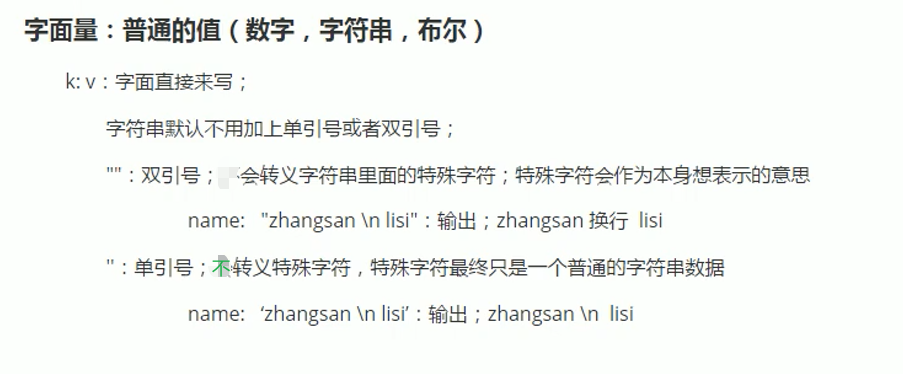 字面量：普通的值（数字，字符串，布尔）
k: v：字面直接来写；
字符串默认不用加上单引号或者双引号；
""：双引号；会转义字符串里面的特殊字符；特殊字符会作为本身想表示的意思
name: "zhangsan \n lisi"：输出；zhangsan 换行 lisi
''：单引号；不转义特殊字符，特殊字符最终只是一个普通的字符串数据
name: ‘zhangsan \n lisi’：输出；zhangsan \n lisi